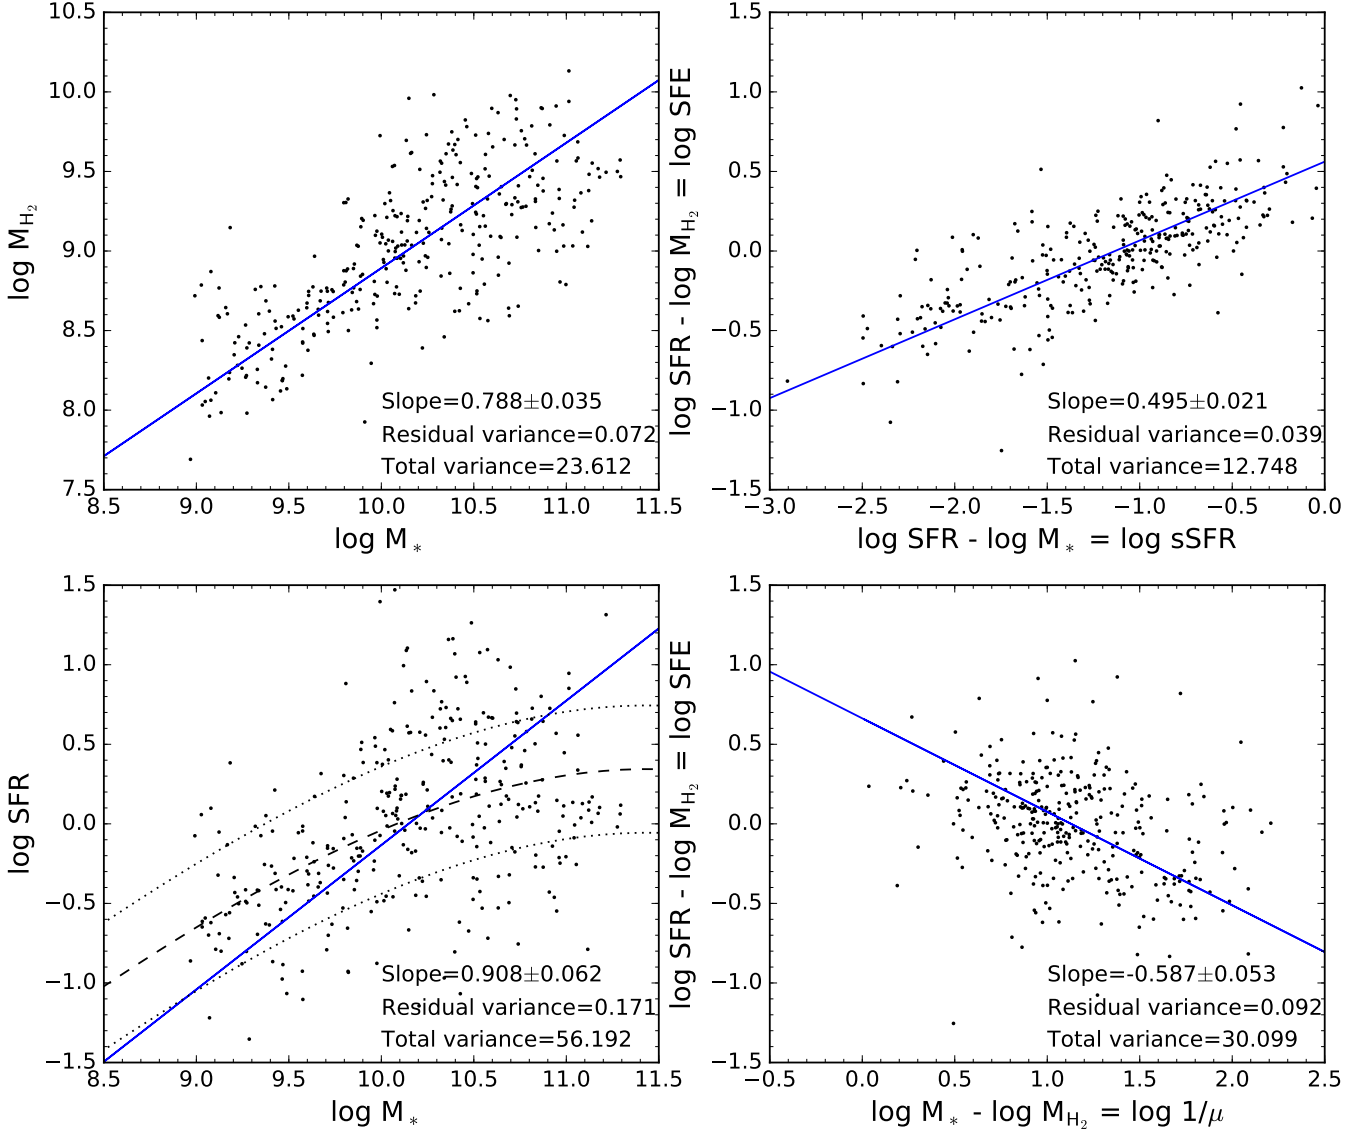 10.5
10.0
9.5
9.0
8.5
8.0
7.5
log M_{H_2}
8.5 9.0 9.5 10.0 10.5 11.0 11.5
log M_*
Slope=0.788±0.035
Residual variance=0.072
Total variance=23.612
1.5
1.0
0.5
0.0
−0.5
−1.0
−1.5
log SFR - log M_{H_2} = log SFE
−3.0 −2.5 −2.0 −1.5 −1.0 −0.5 0.0
log SFR - log M_* = log sSFR
Slope=0.495±0.021
Residual variance=0.039
Total variance=12.748
1.5
1.0
0.5
0.0
−0.5
−1.0
−1.5
log SFR
8.5 9.0 9.5 10.0 10.5 11.0 11.5
log M_*
Slope=0.908±0.062
Residual variance=0.171
Total variance=56.192
1.5
1.0
0.5
0.0
−0.5
−1.0
−1.5
log SFR - log M_{H_2} = log SFE
−0.5 0.0 0.5 1.0 1.5 2.0 2.5
log M_* - log M_{H_2} = log 1/μ
Slope=-0.587±0.053
Residual variance=0.092
Total variance=30.099